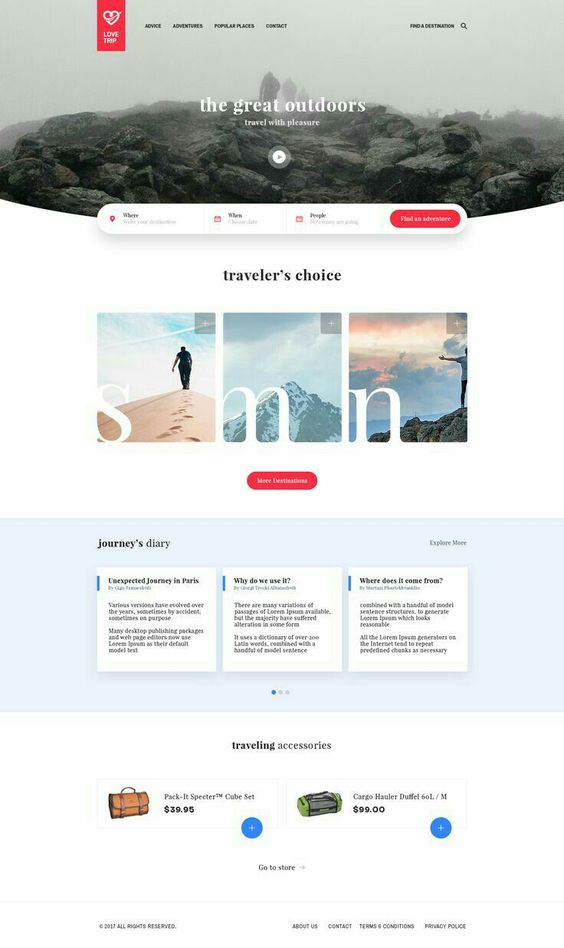 LOVE
TRIP
ADVICE ADVENTURES POPULAR PLACES CONTACT
FIND A DESTINATION
the great outdoors
travel with pleasure
Where
Write your destination
When
Choose date
People
How many are going
Find an adventure
traveler's choice
s
m
n
More Destinations
journey's diary
Explore More
Unexpected Journey in Paris
By Giga Tamarashvili
Various versions have evolved over
the years, sometimes by accident,
sometimes on purpose
Many desktop publishing packages
and web page editors now use
Lorem Ipsum as their default
model text
Why do we use it?
By Giorgi
There are many variations of
passages of Lorem Ipsum available,
but the majority have suffered
alteration in some form
It uses a dictionary of over 200
Latin words, combined with a
handful of model sentence
Where does it come from?
By Mariam
combined with a handful of model
sentence structures, to generate
Lorem Ipsum which looks
reasonable
All the Lorem Ipsum generators on
the Internet tend to repeat
predefined chunks as necessary
traveling accessories
Pack-It Specter™ Cube Set
$39.95
Cargo Hauler Duffel 60L / M
$99.00
Go to store →
© 2017 ALL RIGHTS RESERVED.
ABOUT US CONTACT TERMS & CONDITIONS PRIVACY POLICE